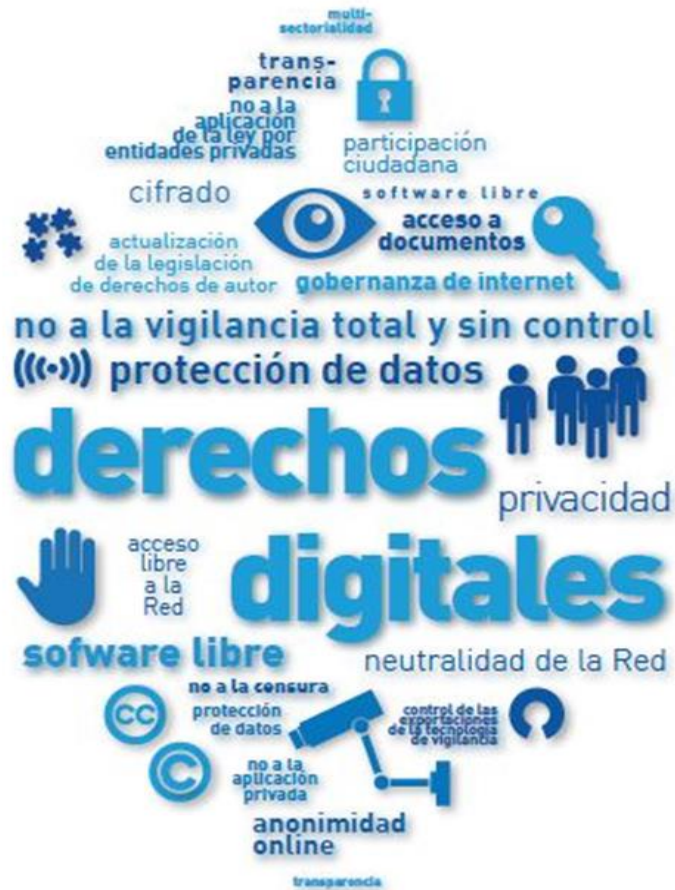 multi-
sectorialidad
trans-
parencia
no a la
aplicación
de la ley por
entidades privadas
participación
ciudadana
cifrado
software libre
acceso a
documentos
actualización
de la legislación
de derechos de autor
gobernanza de internet
no a la vigilancia total y sin control
protección de datos
derechos
privacidad
acceso
libre
a la
Red
digitales
sofware libre
neutralidad de la Red
no a la censura
protección
de datos
control de las
exportaciones
de la tecnología
de vigilancia
CC
C
no a la
aplicación
privada
anonimidad
online
transparencia